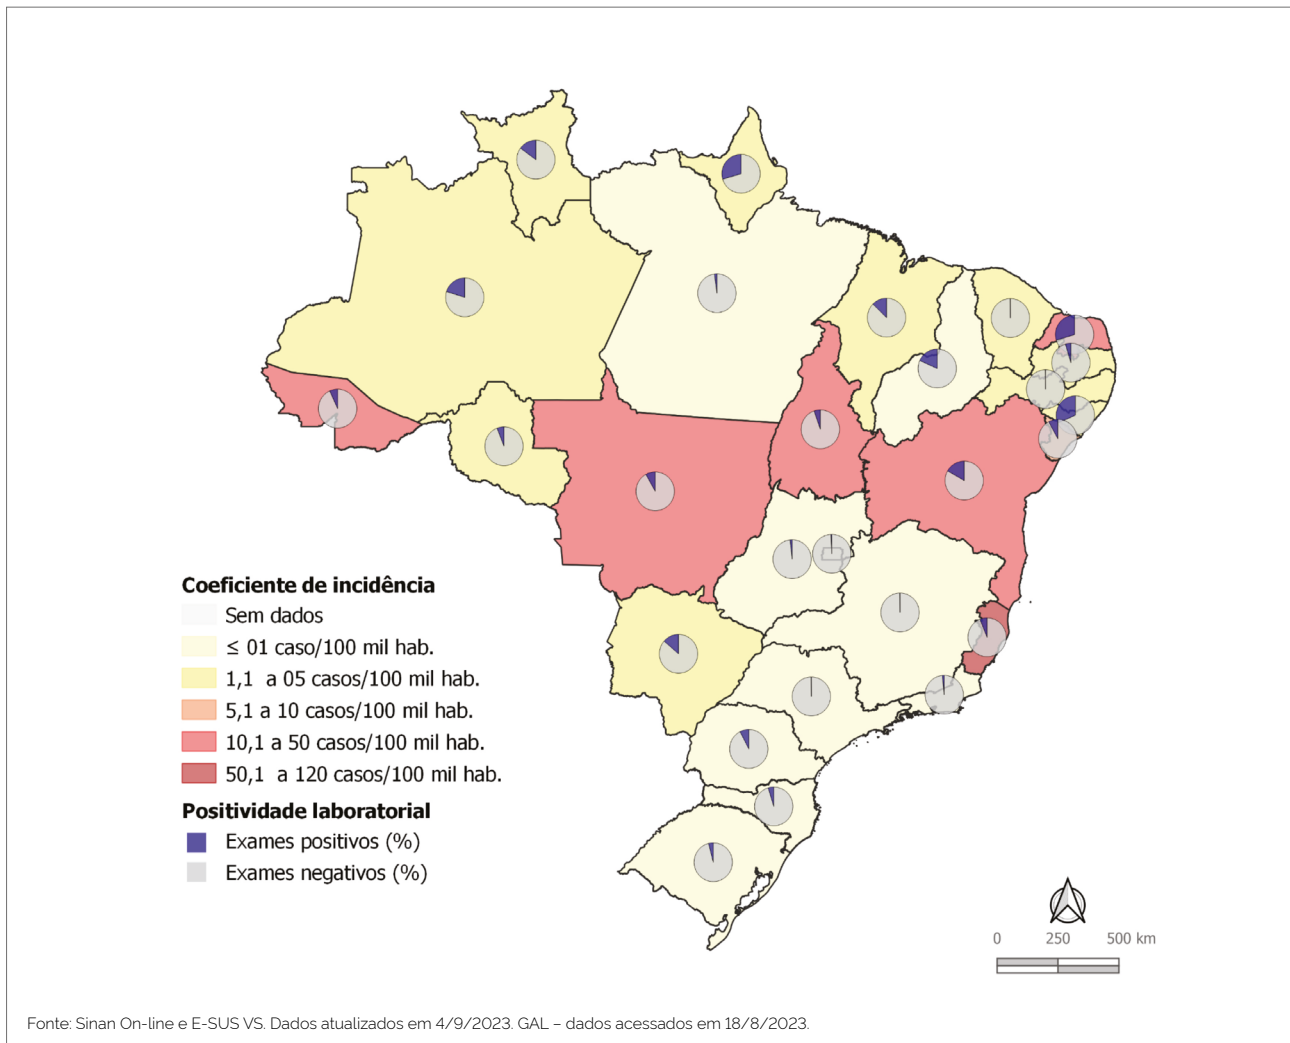 Coeficiente de incidência
Sem dados
≤ 01 caso/100 mil hab.
1,1 a 05 casos/100 mil hab.
5,1 a 10 casos/100 mil hab.
10,1 a 50 casos/100 mil hab.
50,1 a 120 casos/100 mil hab.
Positividade laboratorial
Exames positivos (%)
Exames negativos (%)
0 250 500 km
Fonte: Sinan On-line e E-SUS VS. Dados atualizados em 4/9/2023. GAL – dados acessados em 18/8/2023.